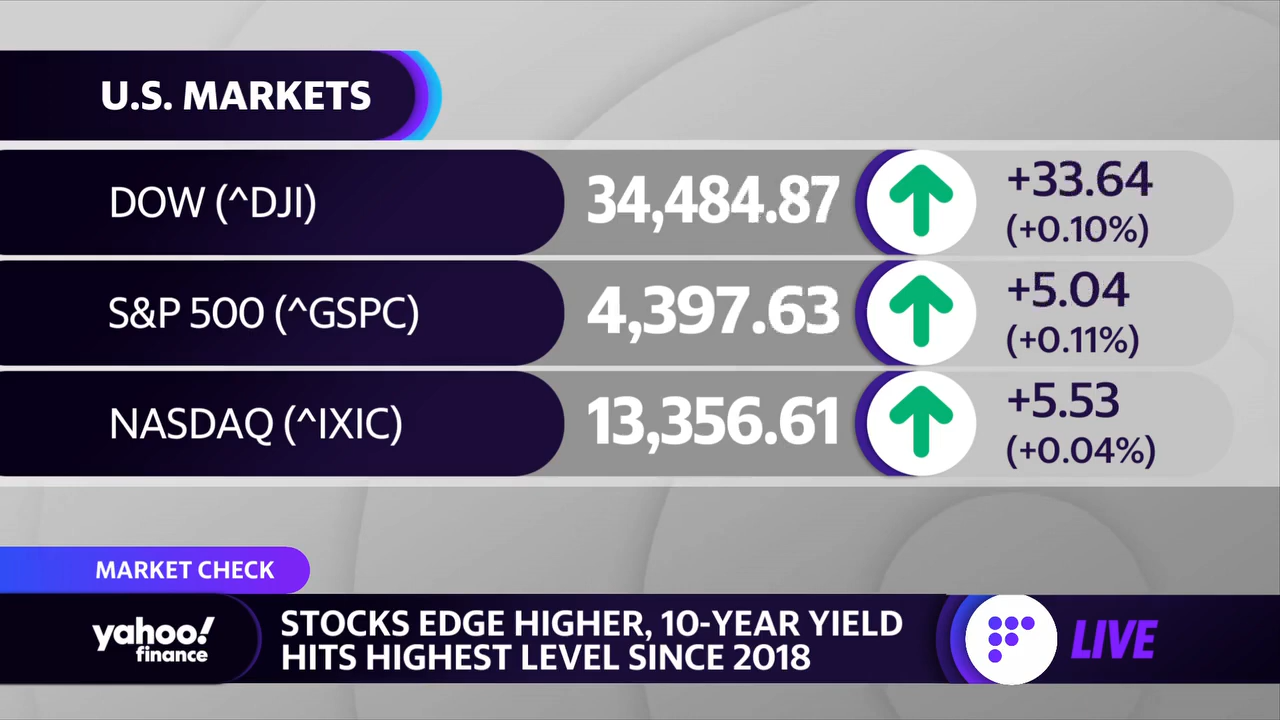 U.S. MARKETS
DOW (^DJI) 34,484.87 +33.64
(+0.10%)
S&P 500 (^GSPC) 4,397.63 +5.04
(+0.11%)
NASDAQ (^IXIC) 13,356.61 +5.53
(+0.04%)
MARKET CHECK
yahoo!
finance
STOCKS EDGE HIGHER, 10-YEAR YIELD
HITS HIGHEST LEVEL SINCE 2018
LIVE